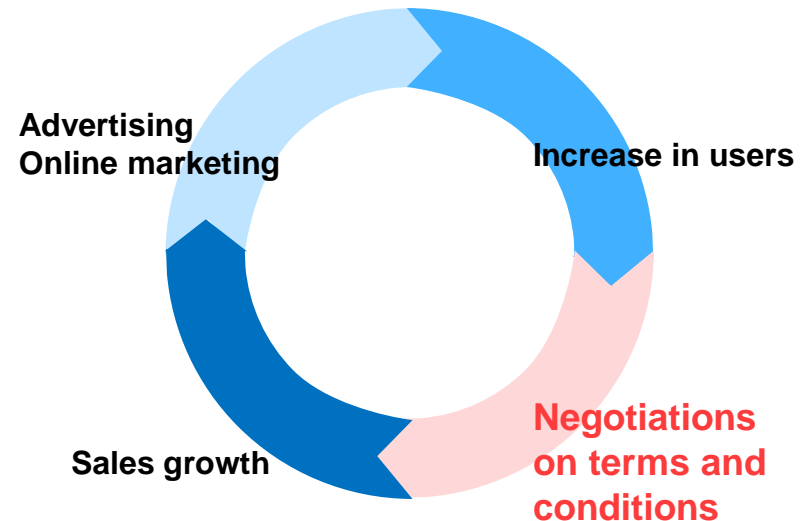 Advertising
Online marketing
Increase in users
Negotiations
on terms and
conditions
Sales growth